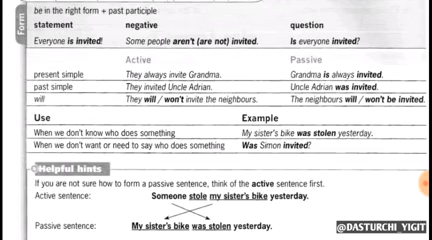 Form
be in the right form + past participle
statement negative question
Everyone is invited! Some people aren't (are not) invited. Is everyone invited?
Active Passive
present simple They always invite Grandma. Grandma is always invited.
past simple They invited Uncle Adrian. Uncle Adrian was invited.
will They will / won't invite the neighbours. The neighbours will / won't be invited.
Use Example
When we don't know who does something My sister's bike was stolen yesterday.
When we don't want or need to say who does something Was Simon invited?
Helpful hints
If you are not sure how to form a passive sentence, think of the active sentence first.
Active sentence: Someone stole my sister's bike yesterday.
Passive sentence: My sister's bike was stolen yesterday.
@DASTURCHI_YIGIT